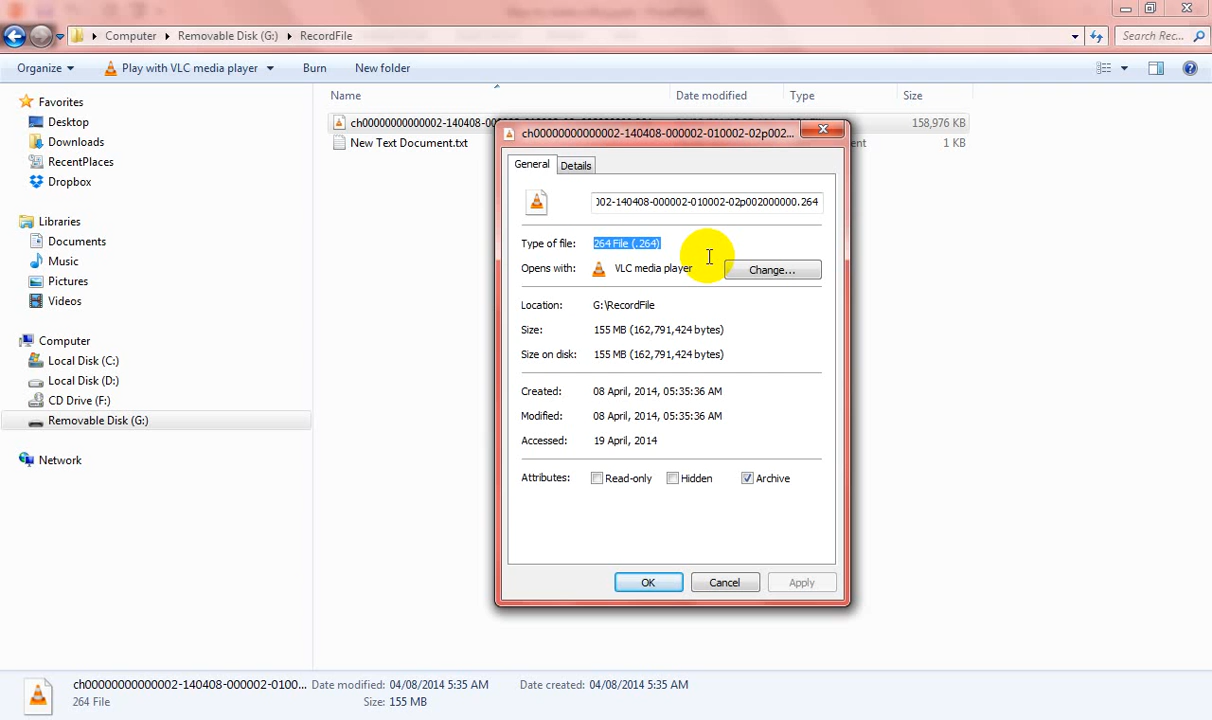 Computer Removable Disk (G:) RecordFile
Search Rec...
Organize Play with VLC media player Burn New folder
Name Date modified Type Size
Favorites
Desktop
Downloads
RecentPlaces
Dropbox
Libraries
Documents
Music
Pictures
Videos
Computer
Local Disk (C:)
Local Disk (D:)
CD Drive (F:)
Removable Disk (G:)
Network
158,976 KB
New Text Document.txt 1 KB
ch00000000000002-140408-000002-010002-02p002...
General Details
002-140408-000002-010002-02p002000000.264
Type of file: 264 File (.264)
Opens with: VLC media player Change...
Location: G:\RecordFile
Size: 155 MB (162,791,424 bytes)
Size on disk: 155 MB (162,791,424 bytes)
Created: 08 April, 2014, 05:35:36 AM
Modified: 08 April, 2014, 05:35:36 AM
Accessed: 19 April, 2014
Attributes: Read-only Hidden Archive
OK Cancel Apply
ch00000000000002-140408-000002-0100... Date modified: 04/08/2014 5:35 AM Date created: 04/08/2014 5:35 AM
264 File Size: 155 MB